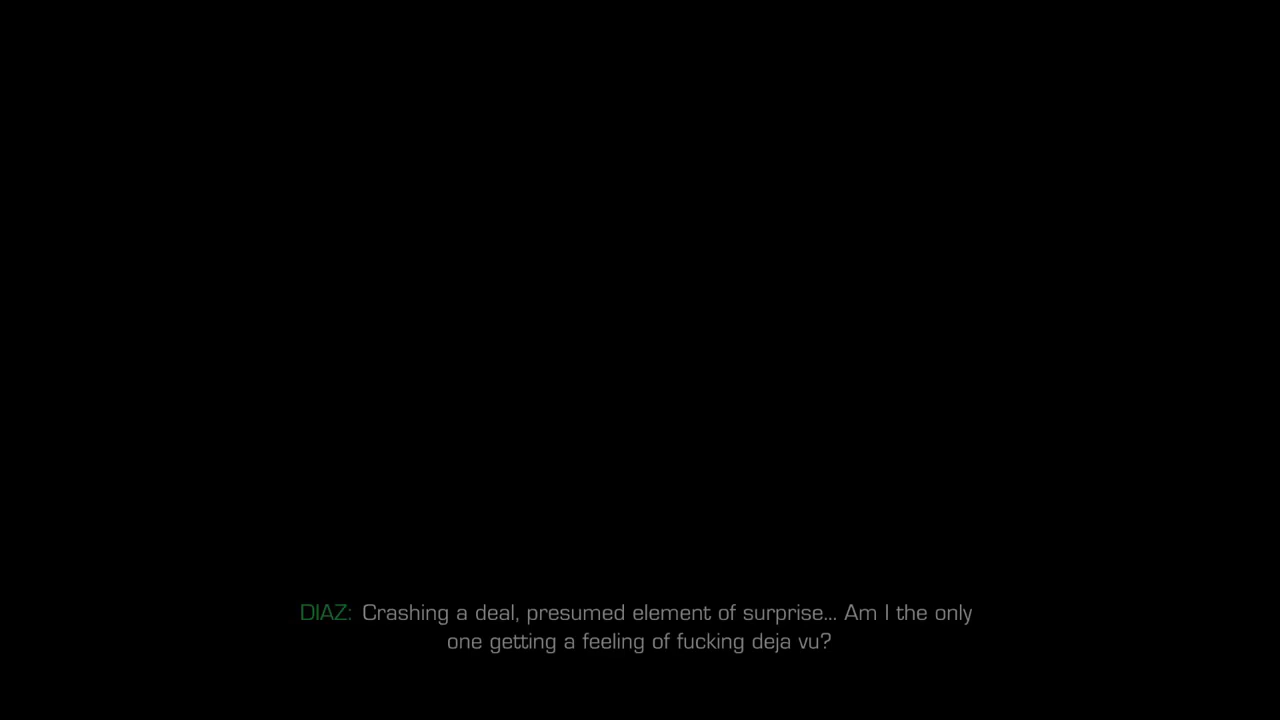 DIAZ: Crashing a deal, presumed element of surprise... Am I the only
one getting a feeling of fucking deja vu?